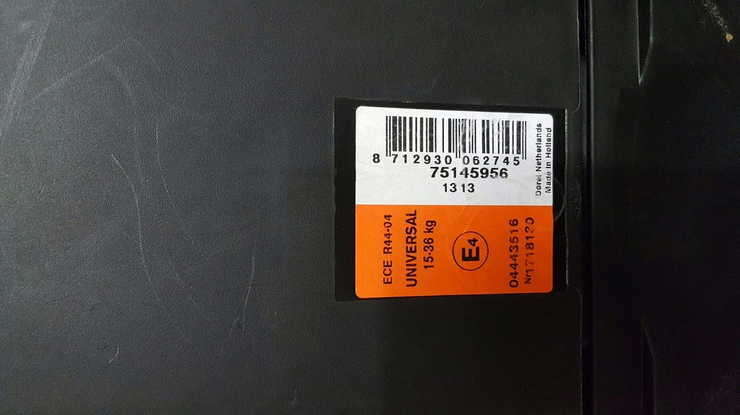 8 712930 062745
75145956
13 13
Dorel Netherlands
Made in Holland
ECE R44-04
UNIVERSAL
15-36 kg
E4
04443516
Nr1718120